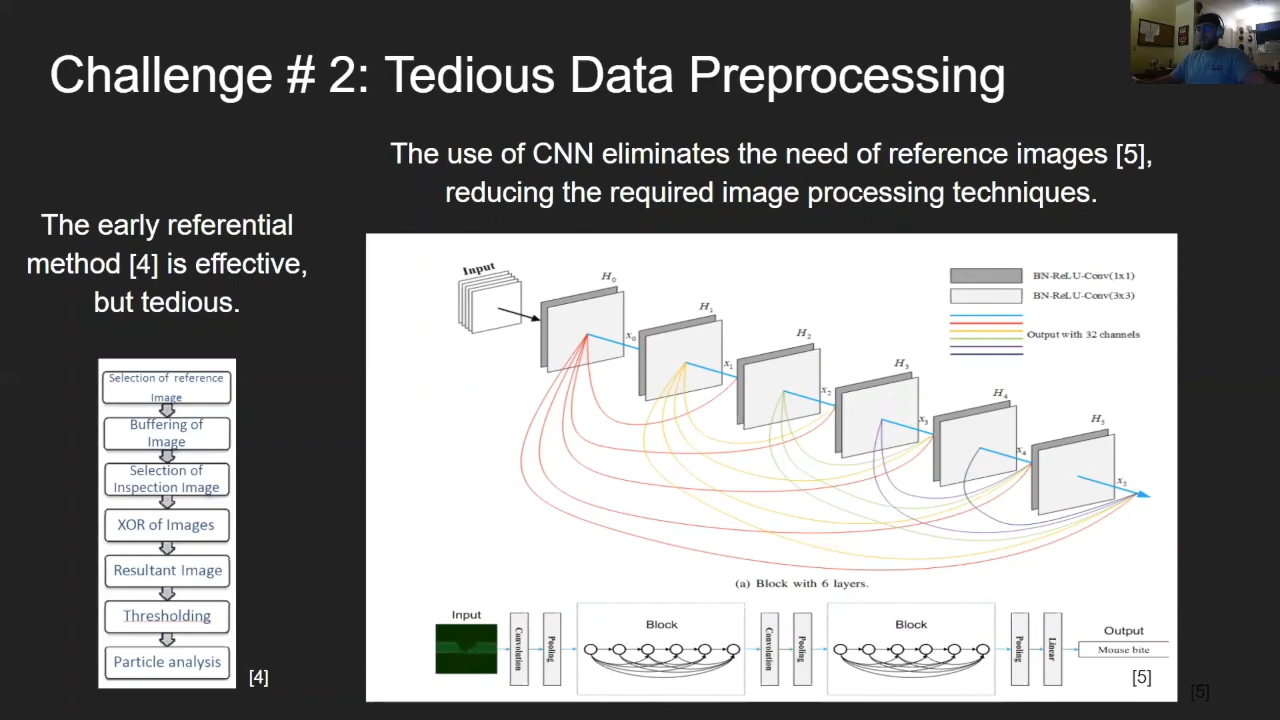 Challenge # 2: Tedious Data Preprocessing
The use of CNN eliminates the need of reference images [5],
reducing the required image processing techniques.
The early referential
method [4] is effective,
but tedious.
Selection of reference
Image
Buffering of
Image
Selection of
Inspection Image
XOR of Images
Resultant Image
Thresholding
Particle analysis
[4]
Input
H0
H1
H2
H3
H4
H5
x0
x1
x2
x3
x4
x5
BN-ReLU-Conv(1x1)
BN-ReLU-Conv(3x3)
Output with 32 channels
(a) Block with 6 layers.
Input
Convolution
Pooling
Block
Convolution
Pooling
Block
Pooling
Linear
Output
Mouse bite
[5]
[5]